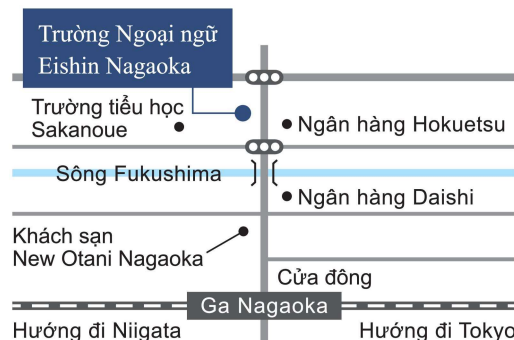 Trường Ngoại ngữ
Eishin Nagaoka
Trường tiểu học
Sakanoue
Ngân hàng Hokuetsu
Sông Fukushima
Ngân hàng Daishi
Khách sạn
New Otani Nagaoka
Cửa đông
Ga Nagaoka
Hướng đi Niigata
Hướng đi Tokyo